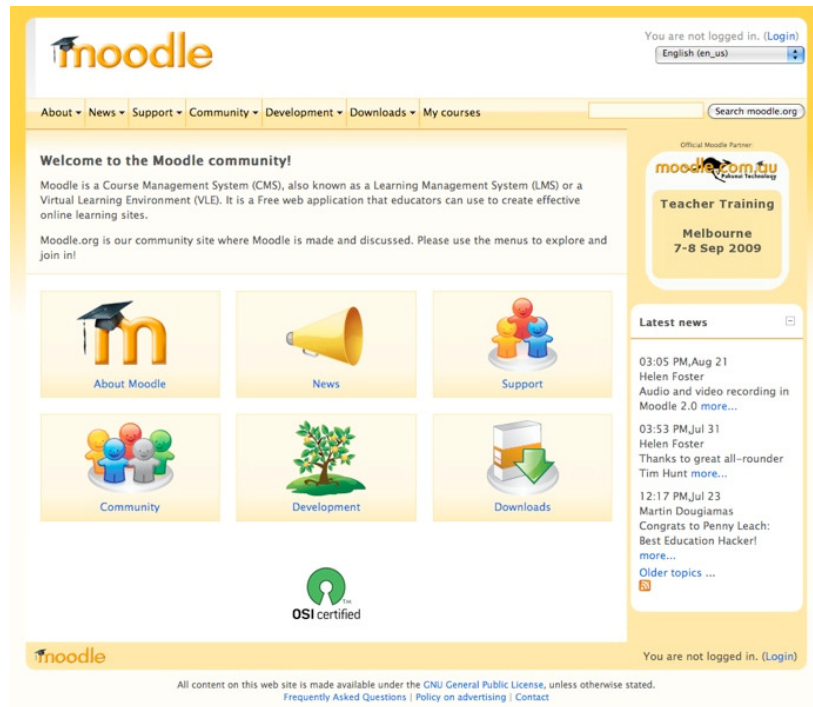 moodle
You are not logged in. (Login)
English (en_us)
About News Support Community Development Downloads My courses
Search moodle.org
Welcome to the Moodle community!
Moodle is a Course Management System (CMS), also known as a Learning Management System (LMS) or a
Virtual Learning Environment (VLE). It is a Free web application that educators can use to create effective
online learning sites.
Moodle.org is our community site where Moodle is made and discussed. Please use the menus to explore and
join in!
m
About Moodle
News
Support
Community
Development
Downloads
OSI certified
TM
Official Moodle Partner:
moodle.com.au
Pukunui Technology
Teacher Training
Melbourne
7-8 Sep 2009
Latest news
03:05 PM,Aug 21
Helen Foster
Audio and video recording in
Moodle 2.0 more...
03:53 PM,Jul 31
Helen Foster
Thanks to great all-rounder
Tim Hunt more...
12:17 PM,Jul 23
Martin Dougiamas
Congrats to Penny Leach:
Best Education Hacker!
more...
Older topics ...
moodle
You are not logged in. (Login)
All content on this web site is made available under the GNU General Public License, unless otherwise stated.
Frequently Asked Questions | Policy on advertising | Contact